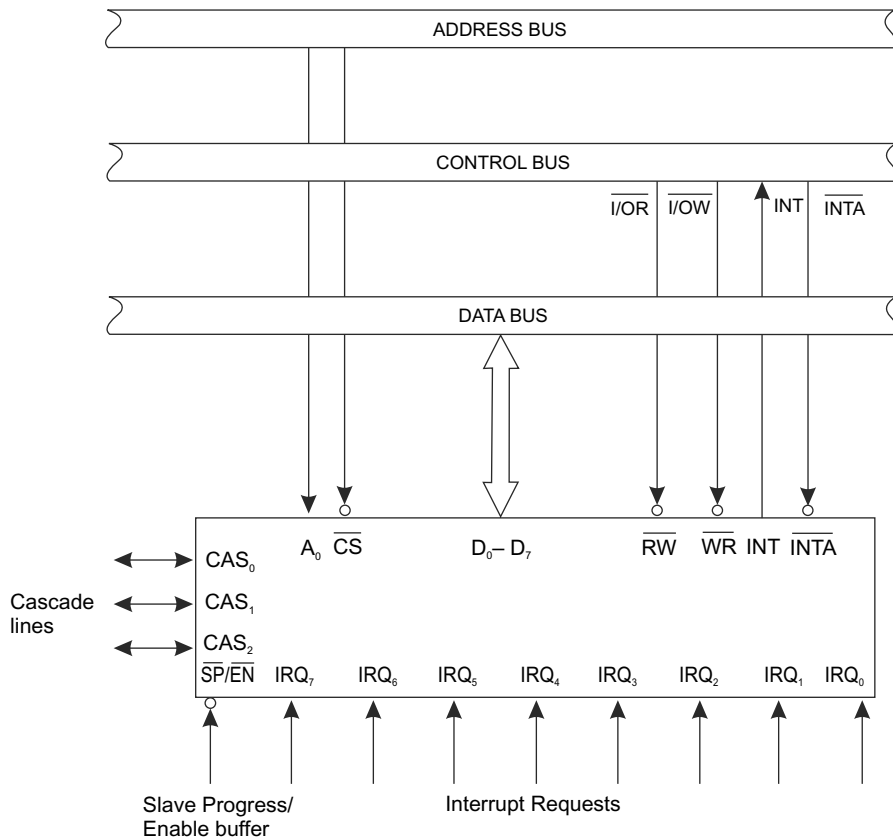 ADDRESS BUS
CONTROL BUS
I/OR I/OW INT INTA
DATA BUS
A₀ CS D₀– D₇ RW WR INT INTA
CAS₀
Cascade
lines
CAS₁
CAS₂
SP/EN IRQ₇ IRQ₆ IRQ₅ IRQ₄ IRQ₃ IRQ₂ IRQ₁ IRQ₀
Slave Progress/
Enable buffer
Interrupt Requests